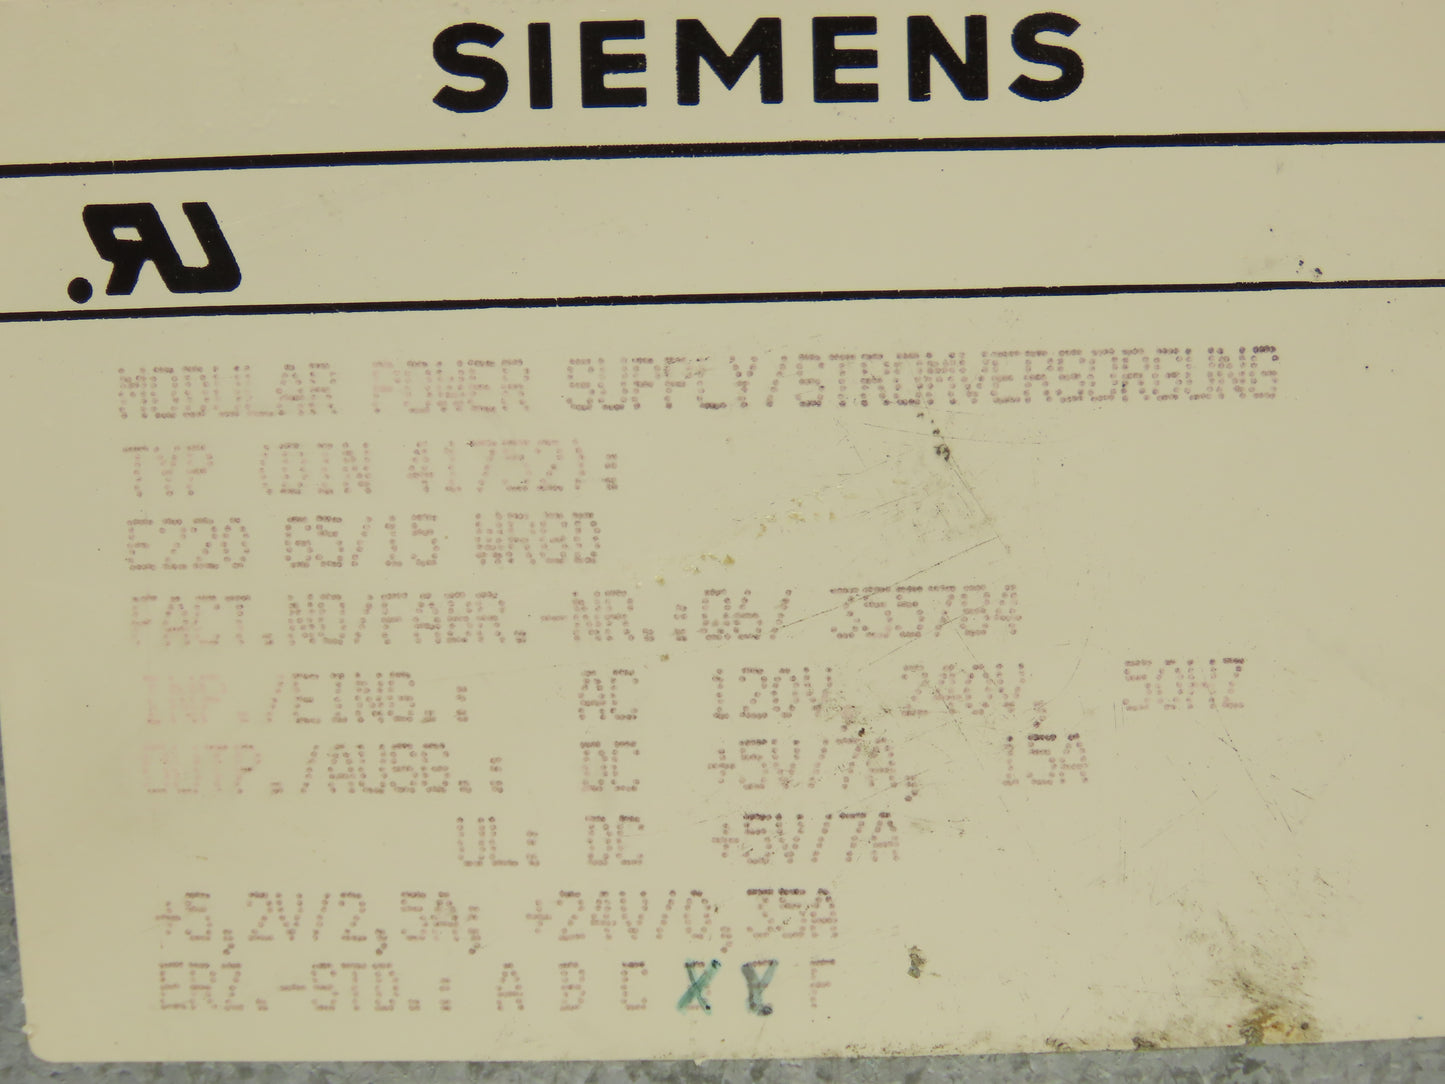 SIEMENS
UR.
MODULAR POWER SUPPLY/STROMVERSORGUNG
TYP (DIN 41752):
E220 G5/15 WRGD
FACT.NO/FABR.-NR.:06/ 355784
INP./EING.: AC 120V, 240V, 50HZ
OUTP./AUSG.: DC +5V/7A, 15A
UL: DC +5V/7A
+5,2V/2,5A; +24V/0,35A
ERZ.-STD.: A B C F